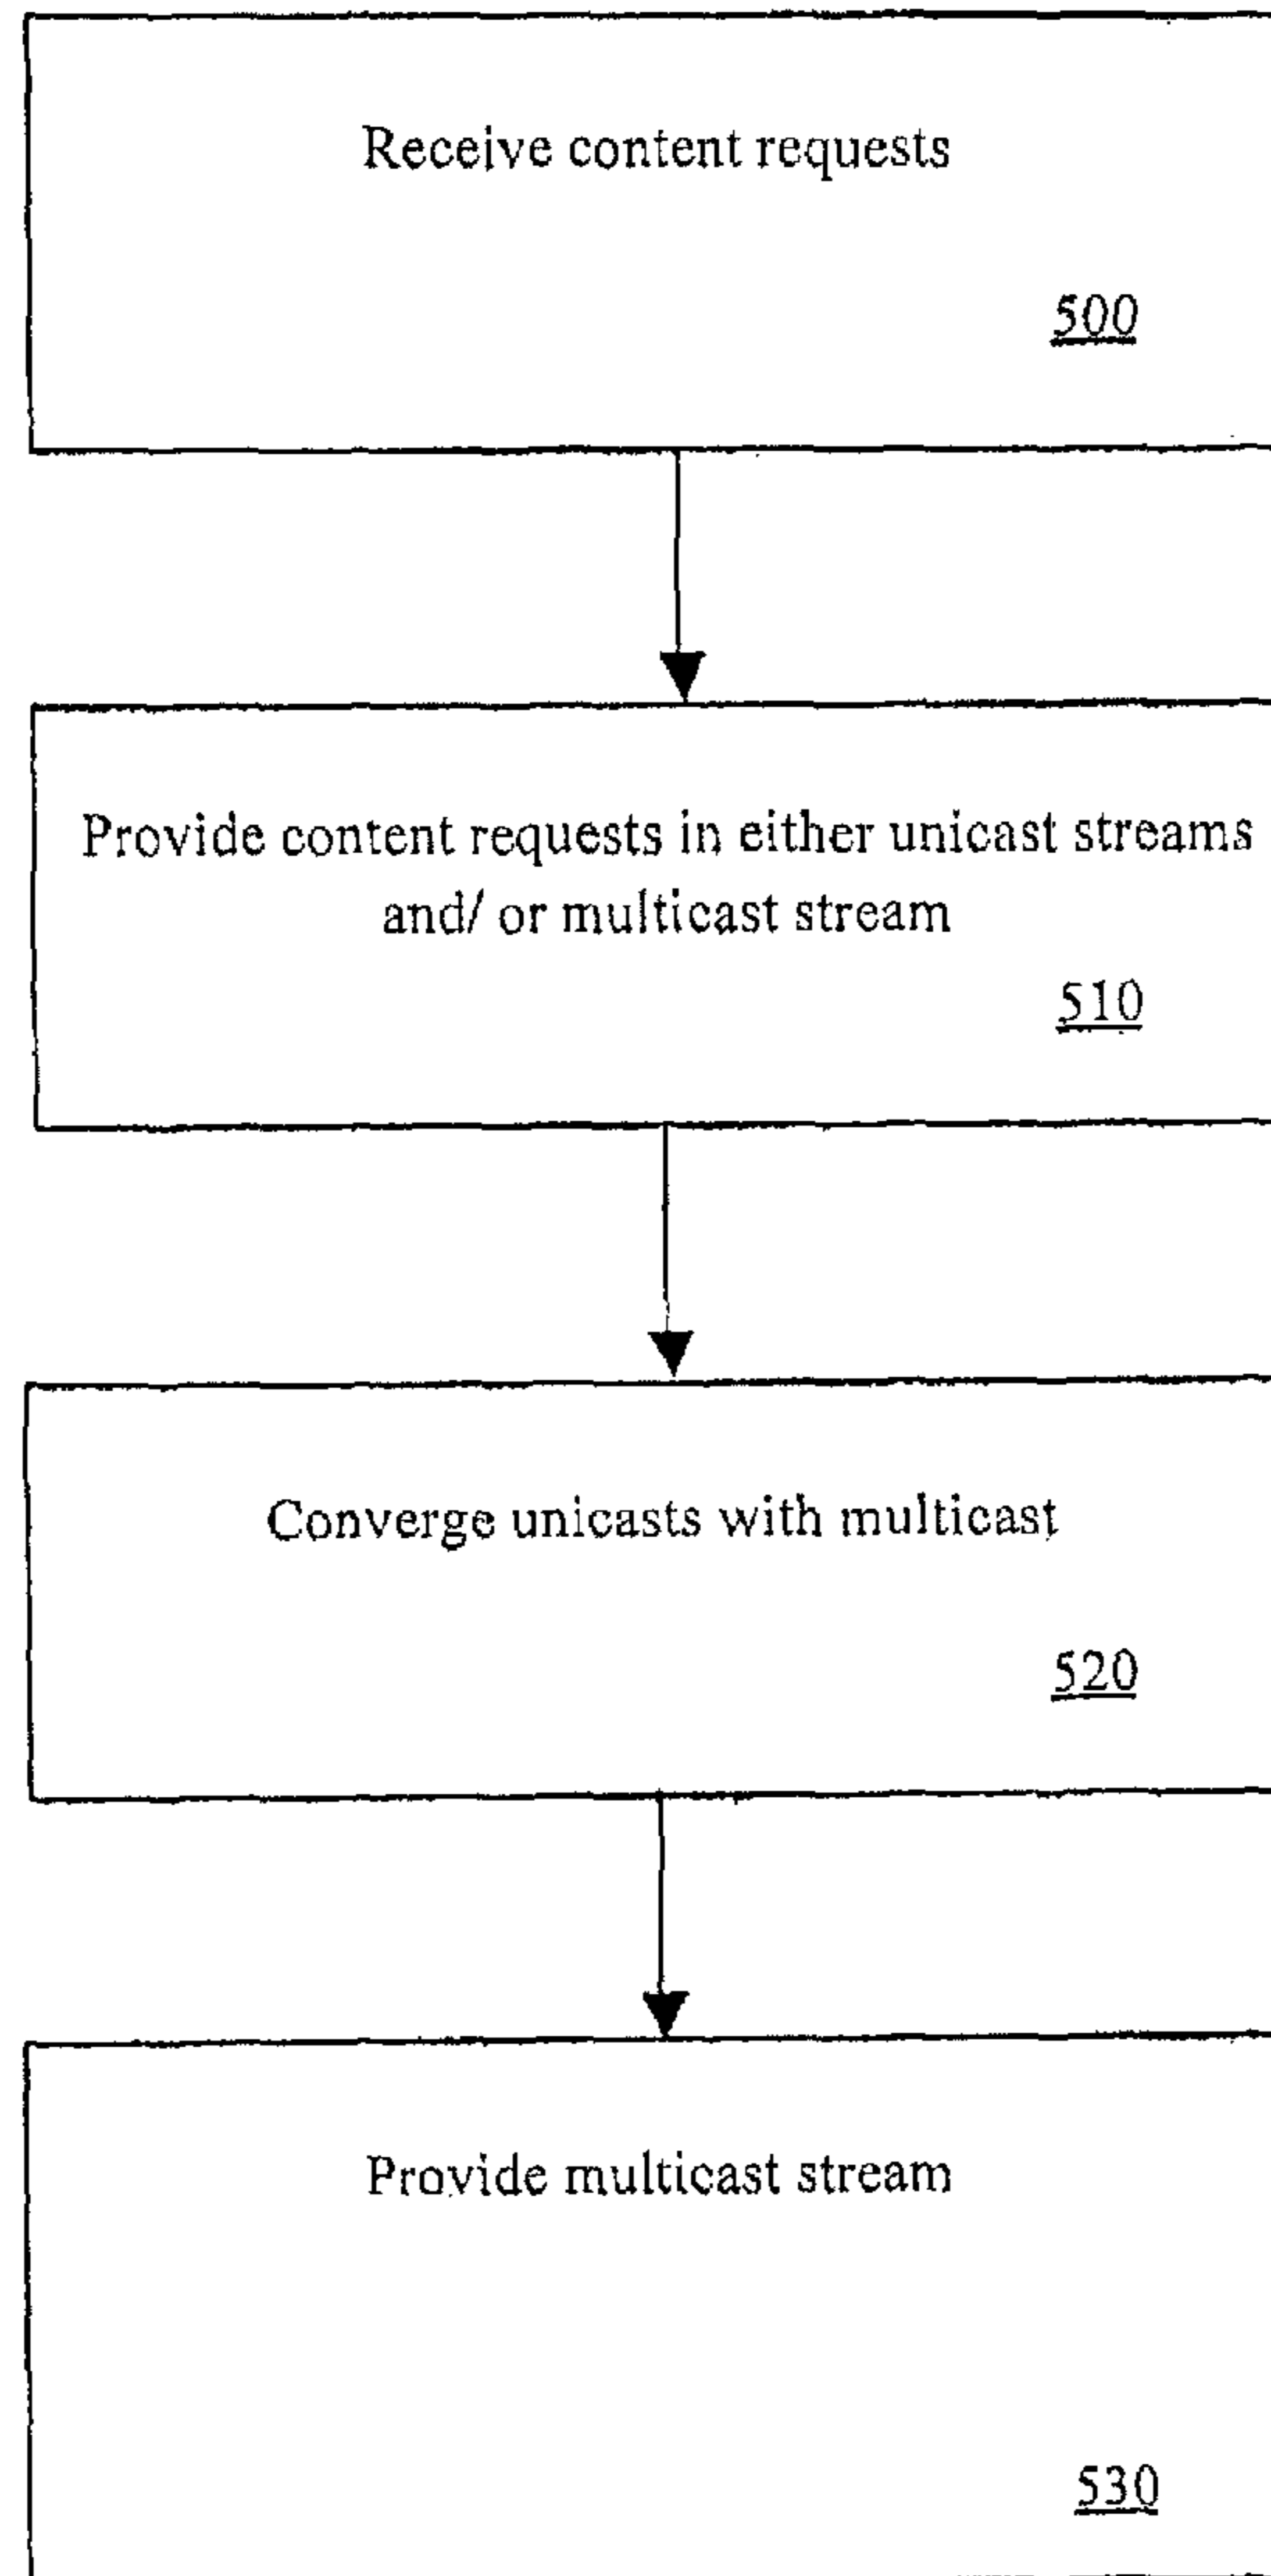 Receive content requests
500
Provide content requests in either unicast streams
and/ or multicast stream
510
Converge unicasts with multicast
520
Provide multicast stream
530